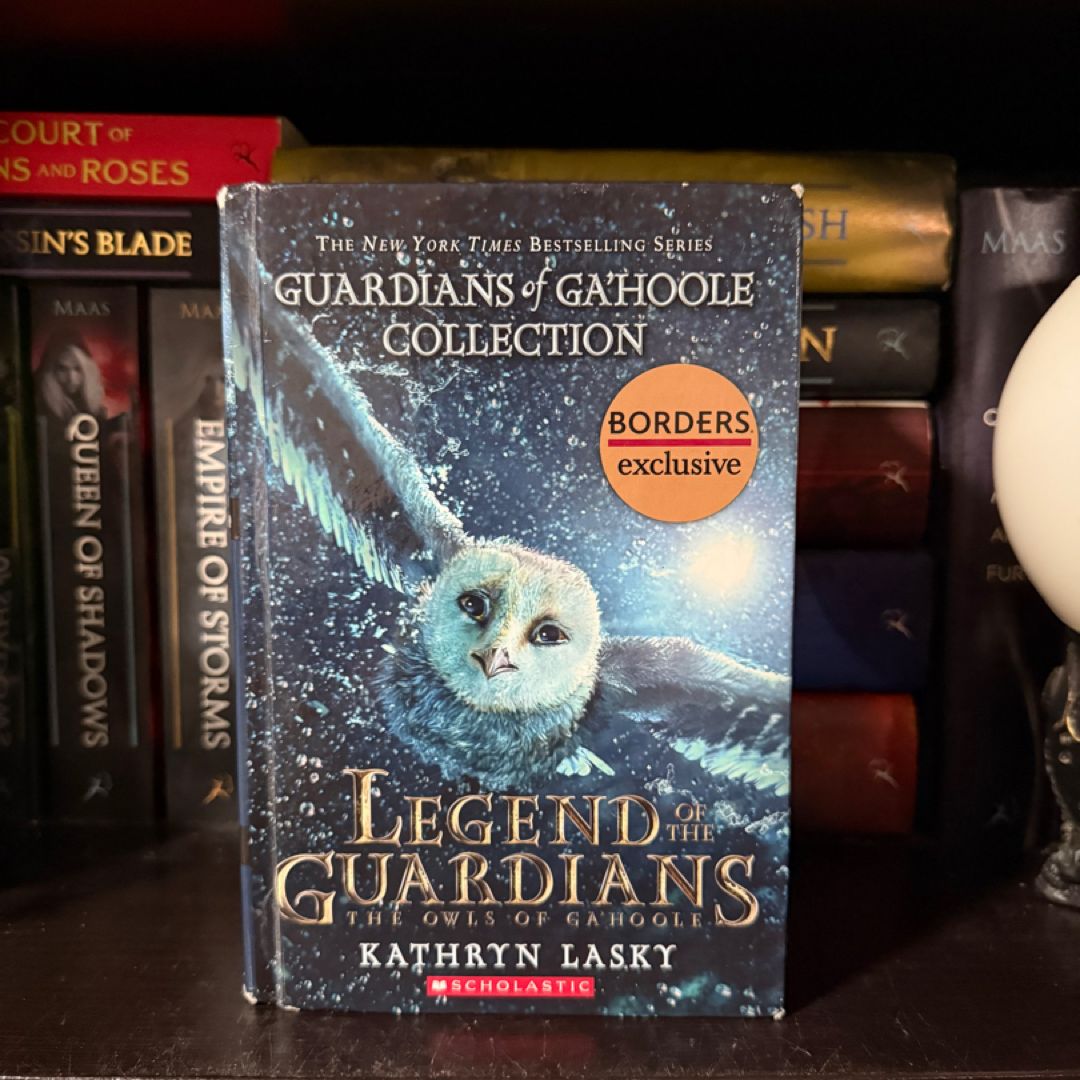 COURT OF
NS AND ROSES
SIN'S BLADE
MAAS
QUEEN OF SHADOWS
MA
EMPIRE OF STORMS
THE NEW YORK TIMES BESTSELLING SERIES
GUARDIANS of GA'HOOLE
COLLECTION
BORDERS
exclusive
LEGEND OF THE
GUARDIANS
THE OWLS OF GA'HOOLE
KATHRYN LASKY
SCHOLASTIC
SH
N
MAAS
FUR